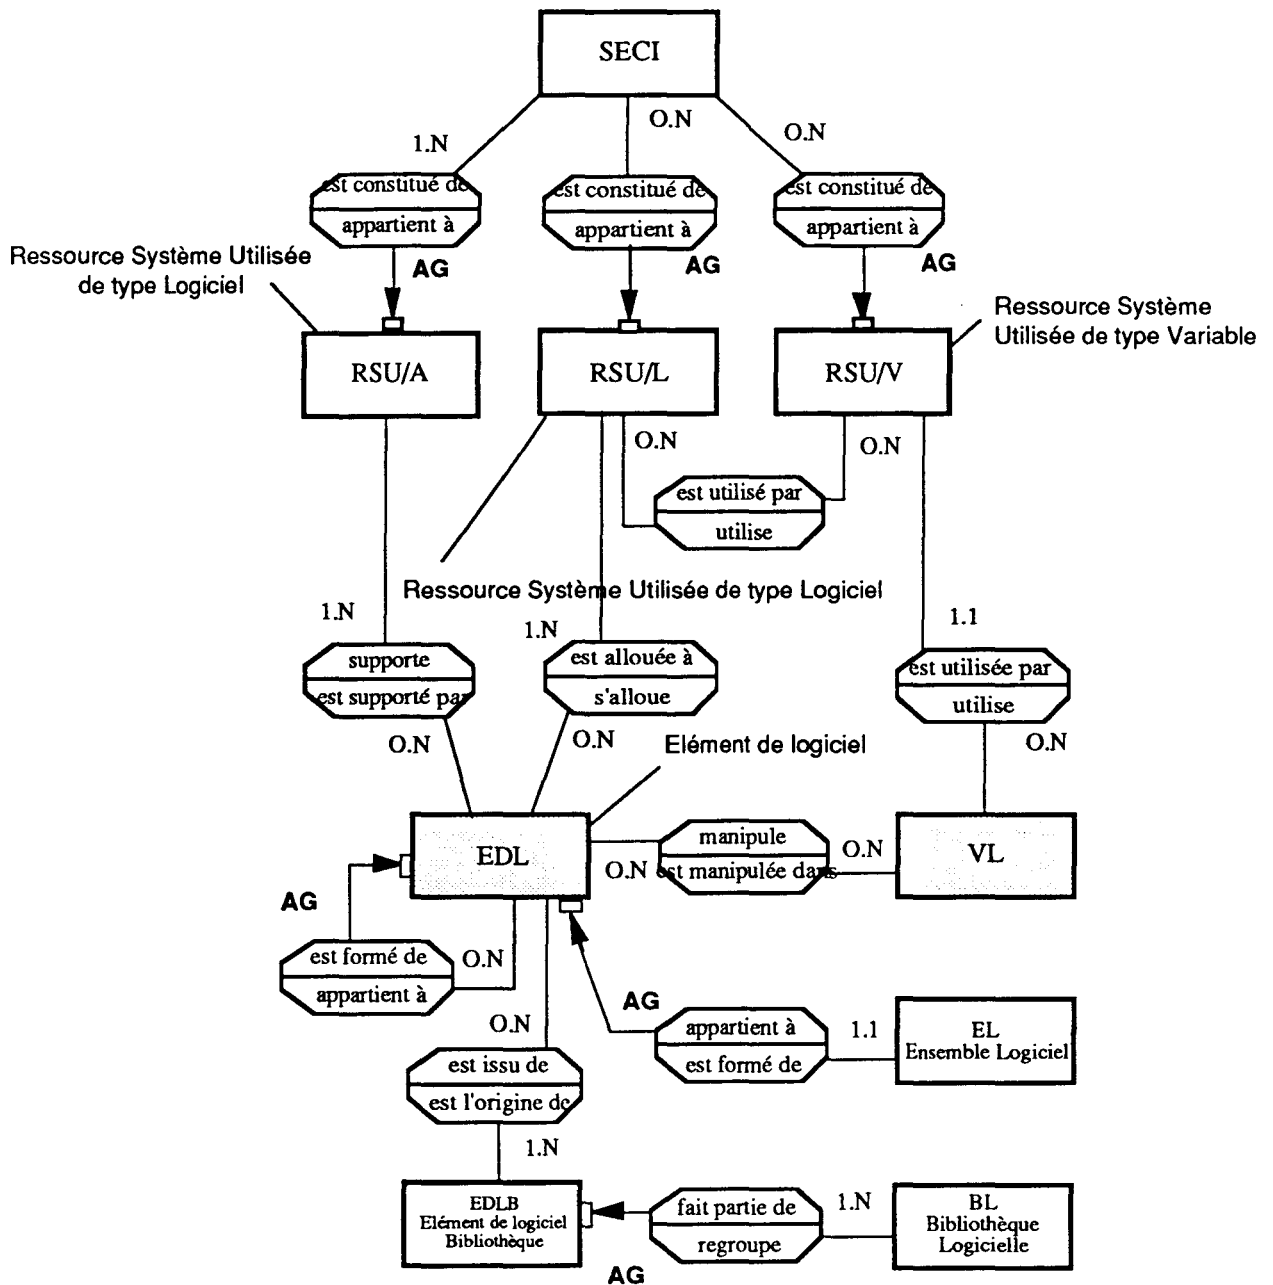 SECI
1.N
O.N
O.N
est constitué de
appartient à
est constitué de
appartient à
est constitué de
appartient à
AG
AG
AG
Ressource Système Utilisée
de type Logiciel
Ressource Système
Utilisée de type Variable
RSU/A
RSU/L
RSU/V
O.N
O.N
est utilisé par
utilise
Ressource Système Utilisée de type Logiciel
1.N
1.N
1.1
supporte
est supporté par
est allouée à
s'alloue
est utilisée par
utilise
O.N
O.N
O.N
Elément de logiciel
EDL
manipule
est manipulée dans
O.N
O.N
VL
AG
est formé de
appartient à
O.N
O.N
AG
appartient à
est formé de
1.1
EL
Ensemble Logiciel
est issu de
est l'origine de
1.N
EDLB
Elément de logiciel
Bibliothèque
fait partie de
regroupe
1.N
BL
Bibliothèque
Logicielle
AG